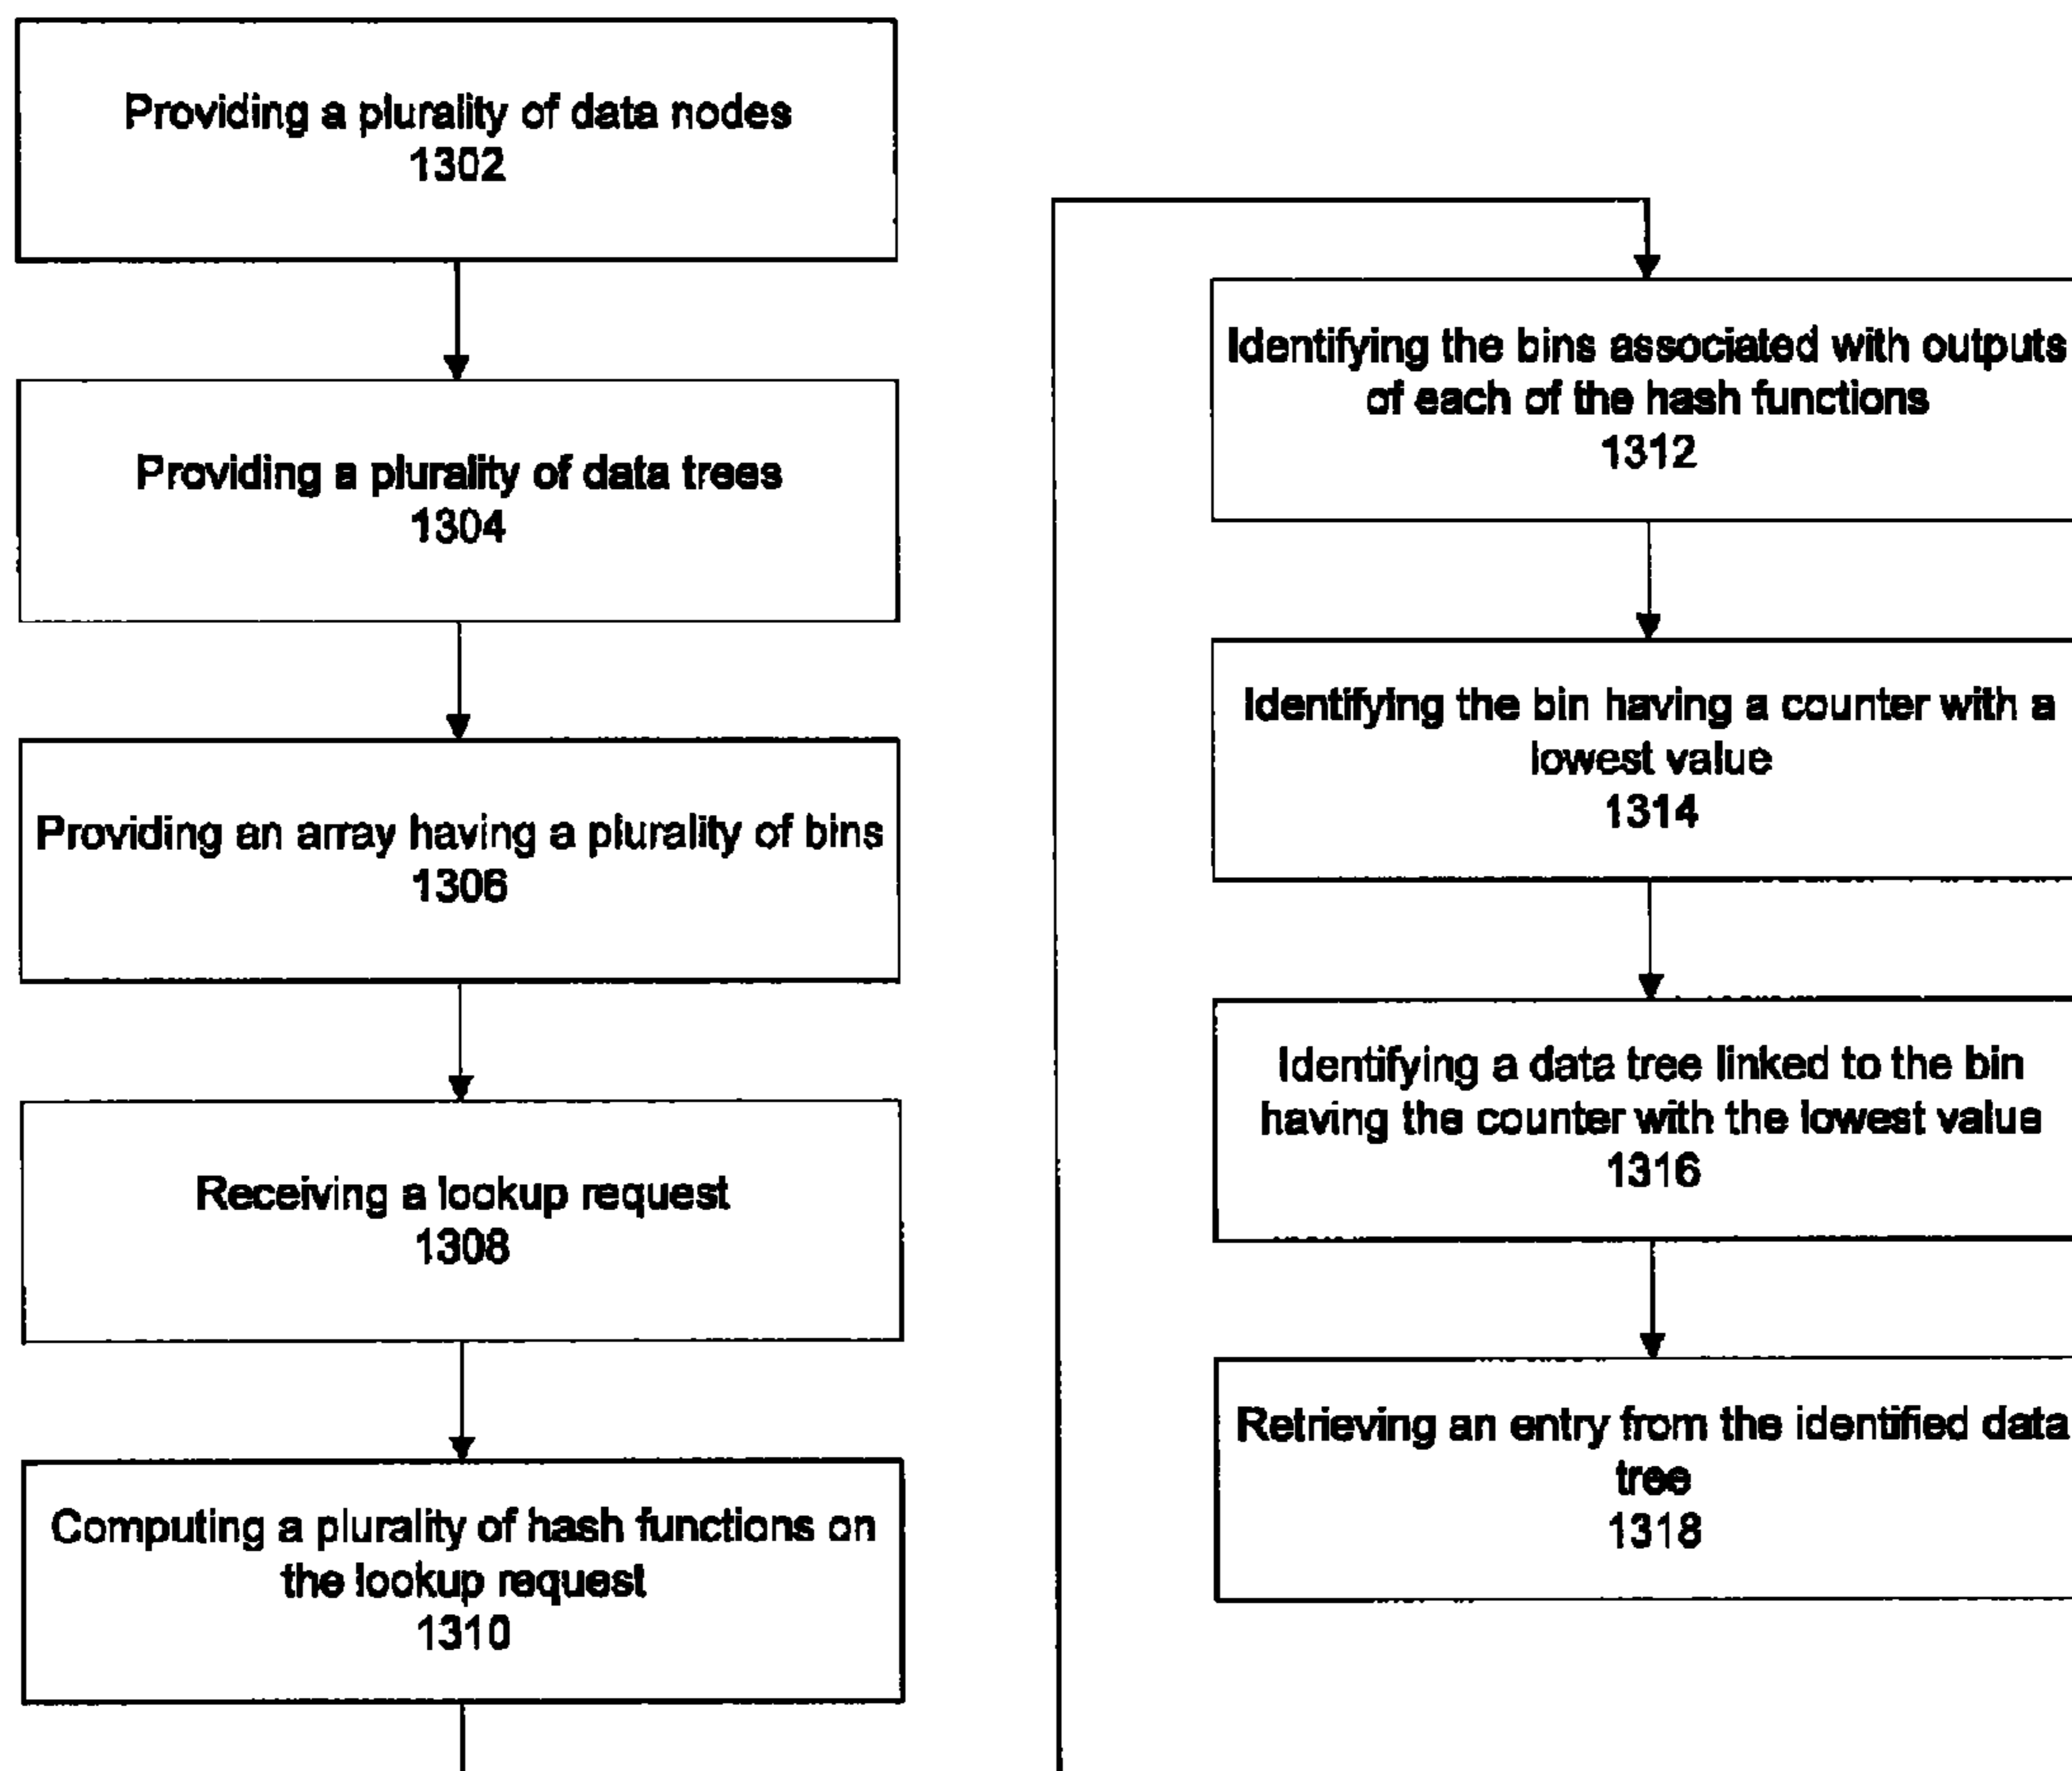 Providing a plurality of data nodes
1302
Providing a plurality of data trees
1304
Providing an array having a plurality of bins
1306
Receiving a lookup request
1308
Computing a plurality of hash functions on
the lookup request
1310
Identifying the bins associated with outputs
of each of the hash functions
1312
Identifying the bin having a counter with a
lowest value
1314
Identifying a data tree linked to the bin
having the counter with the lowest value
1316
Retrieving an entry from the identified data
tree
1318